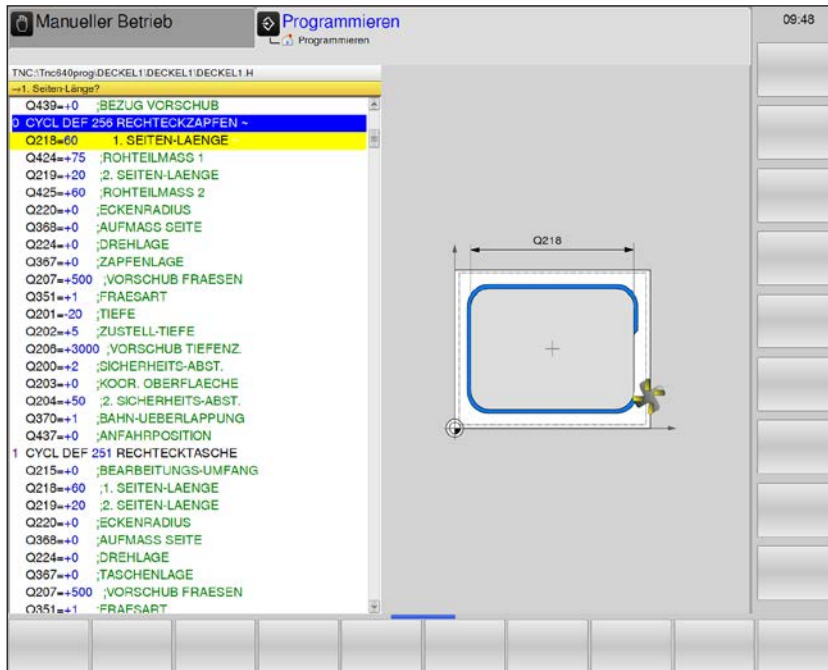 Manueller Betrieb
Programmieren
Programmieren
09:48
TNC:\Tnc640prog\DECKEL1\DECKEL1\DECKEL1.H
→1. Seiten-Länge?
Q439=+0 ;BEZUG VORSCHUB
0 CYCL DEF 256 RECHTECKZAPFEN ~
Q218=60 1. SEITEN-LAENGE
Q424=+75 ;ROHTEILMASS 1
Q219=+20 ;2. SEITEN-LAENGE
Q425=+60 ;ROHTEILMASS 2
Q220=+0 ;ECKENRADIUS
Q368=+0 ;AUFMASS SEITE
Q224=+0 ;DREHLAGE
Q367=+0 ;ZAPFENLAGE
Q207=+500 ;VORSCHUB FRAESEN
Q351=+1 ;FRAESART
Q201=-20 ;TIEFE
Q202=+5 ;ZUSTELL-TIEFE
Q206=+3000 ;VORSCHUB TIEFENZ.
Q200=+2 ;SICHERHEITS-ABST.
Q203=+0 ;KOOR. OBERFLAECHE
Q204=+50 ;2. SICHERHEITS-ABST.
Q370=+1 ;BAHN-UEBERLAPPUNG
Q437=+0 ;ANFAHRPOSITION
1 CYCL DEF 251 RECHTECKTASCHE
Q215=+0 ;BEARBEITUNGS-UMFANG
Q218=+60 ;1. SEITEN-LAENGE
Q219=+20 ;2. SEITEN-LAENGE
Q220=+0 ;ECKENRADIUS
Q368=+0 ;AUFMASS SEITE
Q224=+0 ;DREHLAGE
Q367=+0 ;TASCHENLAGE
Q207=+500 ;VORSCHUB FRAESEN
Q351=+1 ;FRAESART
Q218